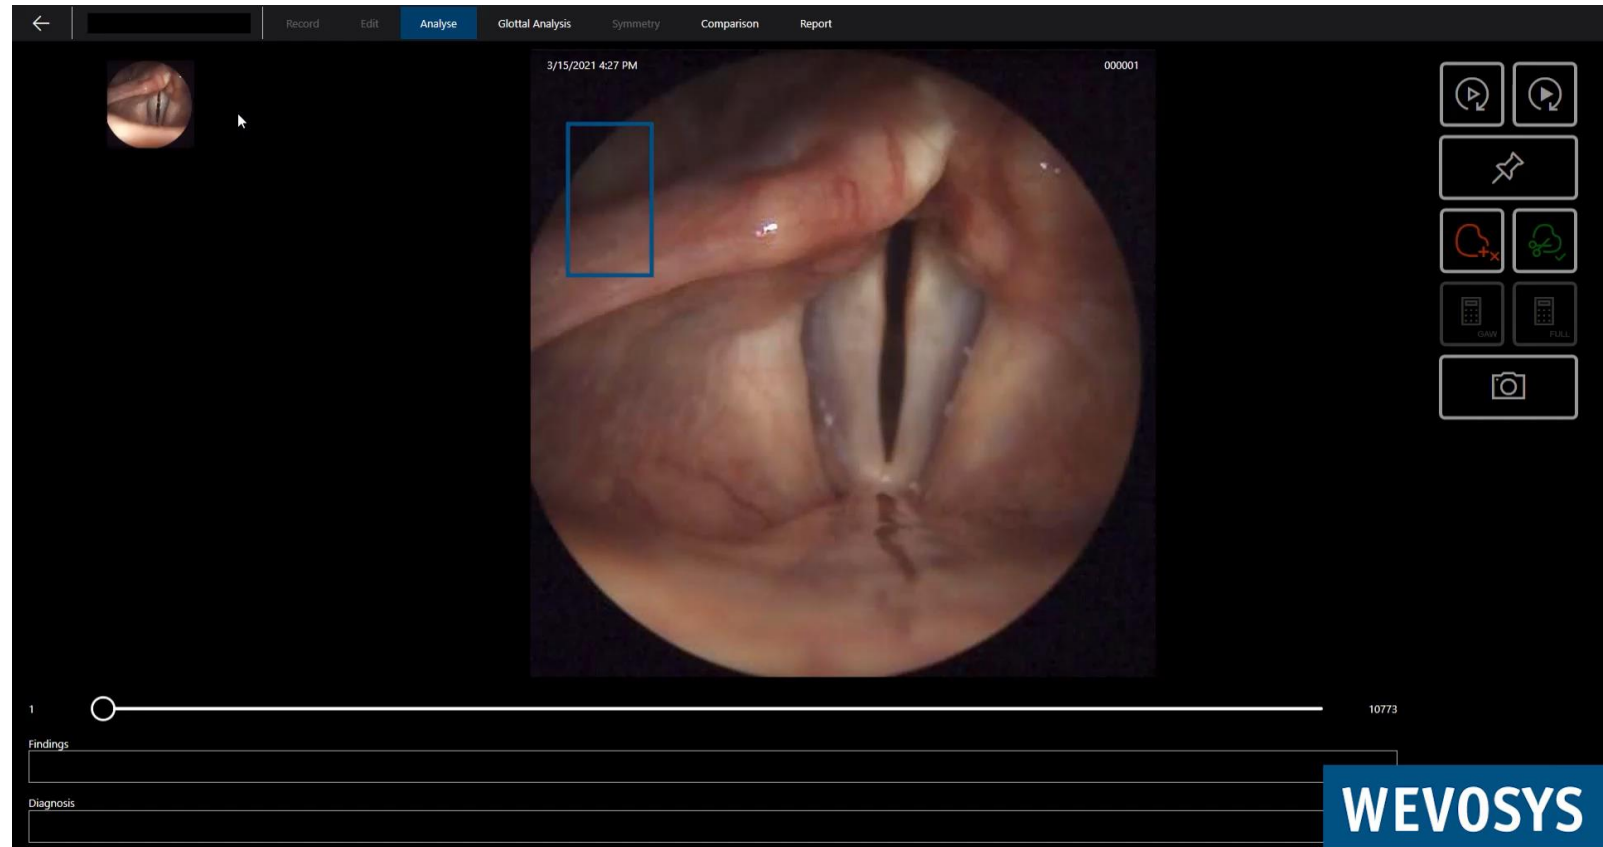 Record Edit Analyse Glottal Analysis Symmetry Comparison Report
3/15/2021 4:27 PM 000001
GAW FULL
1 10773
Findings
Diagnosis
WEVOSYS